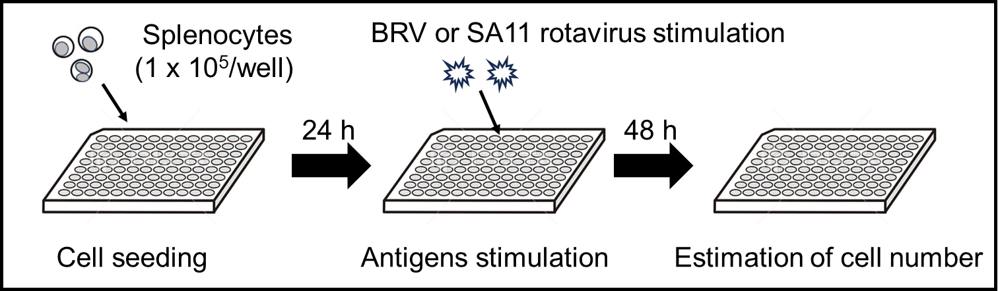 Splenocytes
(1 x 10⁵/well)
BRV or SA11 rotavirus stimulation
24 h
48 h
Cell seeding
Antigens stimulation
Estimation of cell number